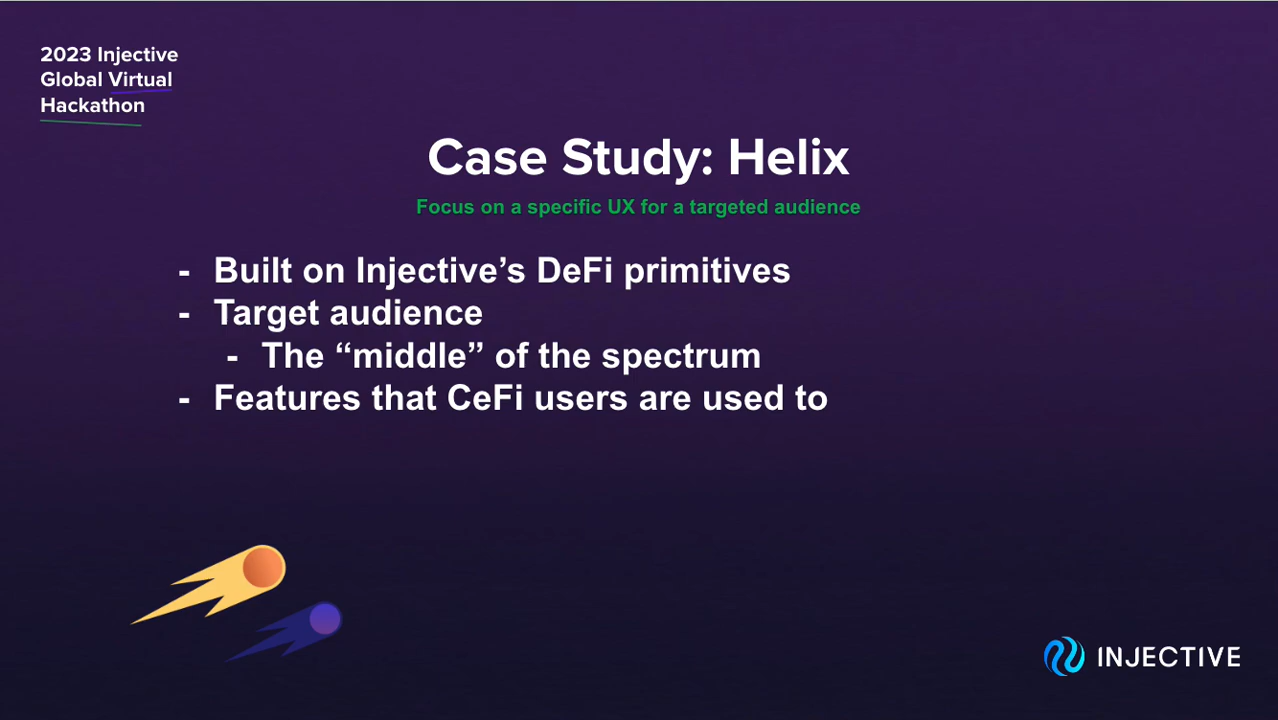 2023 Injective
Global Virtual
Hackathon
Case Study: Helix
Focus on a specific UX for a targeted audience
- Built on Injective’s DeFi primitives
- Target audience
- The “middle” of the spectrum
- Features that CeFi users are used to
INJECTIVE